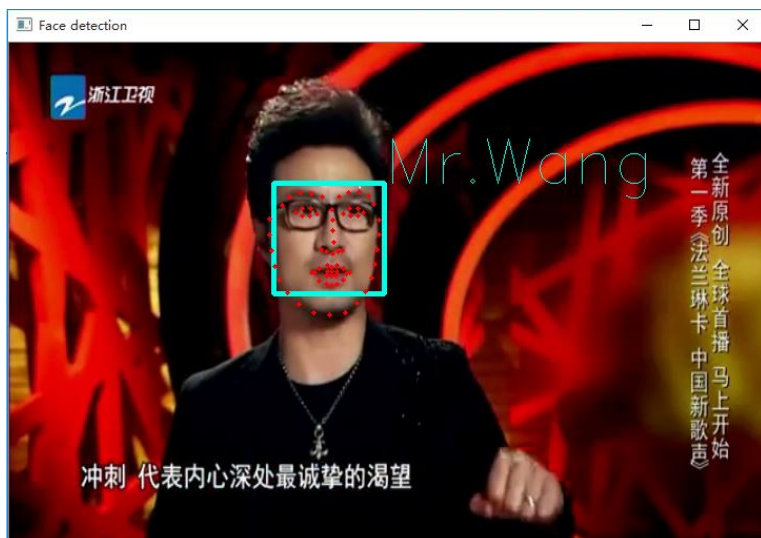 Face detection
浙江卫视
Mr.Wang
全新原创 全球首播 马上开始
第一季《法兰琳卡 中国新歌声》
冲刺 代表内心深处最诚挚的渴望